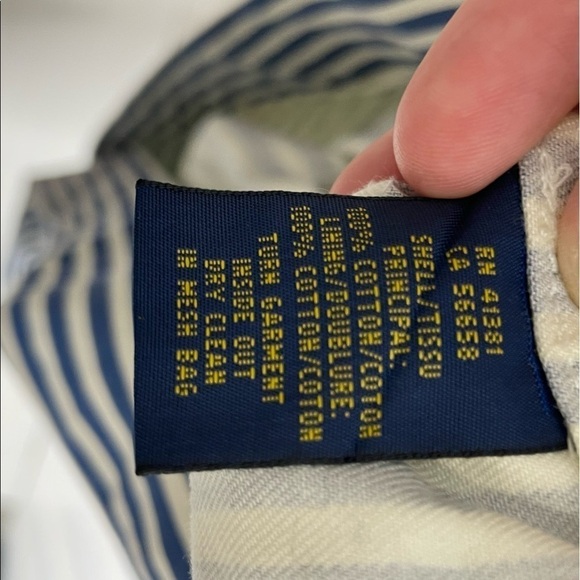 RN 41381
CA 56658
SHELL/TISSU
PRINCIPAL:
100% COTTON/COTON
LINING/DOUBLURE:
100% COTTON/COTON
TURN GARMENT
INSIDE OUT
DRY CLEAN
IN MESH BAG